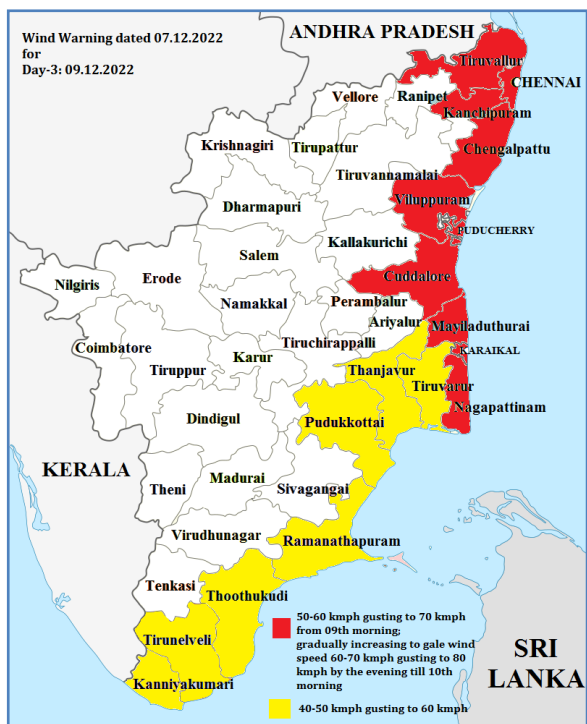 Wind Warning dated 07.12.2022
for
Day-3: 09.12.2022
ANDHRA PRADESH
Tiruvallur
CHENNAI
Vellore
Ranipet
Kanchipuram
Krishnagiri
Tirupattur
Chengalpattu
Tiruvannamalai
Viluppuram
Dharmapuri
PUDUCHERRY
Kallakurichi
Salem
Cuddalore
Nilgiris
Erode
Namakkal
Perambalur
Ariyalur
Mayiladuthurai
Coimbatore
Karur
Tiruchirappalli
KARAIKAL
Tiruppur
Thanjavur
Tiruvarur
Nagapattinam
Dindigul
Pudukkottai
KERALA
Theni
Madurai
Sivagangai
Virudhunagar
Ramanathapuram
Tenkasi
Thoothukudi
Tirunelveli
Kanniyakumari
50-60 kmph gusting to 70 kmph
from 09th morning;
gradually increasing to gale wind
speed 60-70 kmph gusting to 80
kmph by the evening till 10th
morning
40-50 kmph gusting to 60 kmph
SRI
LANKA